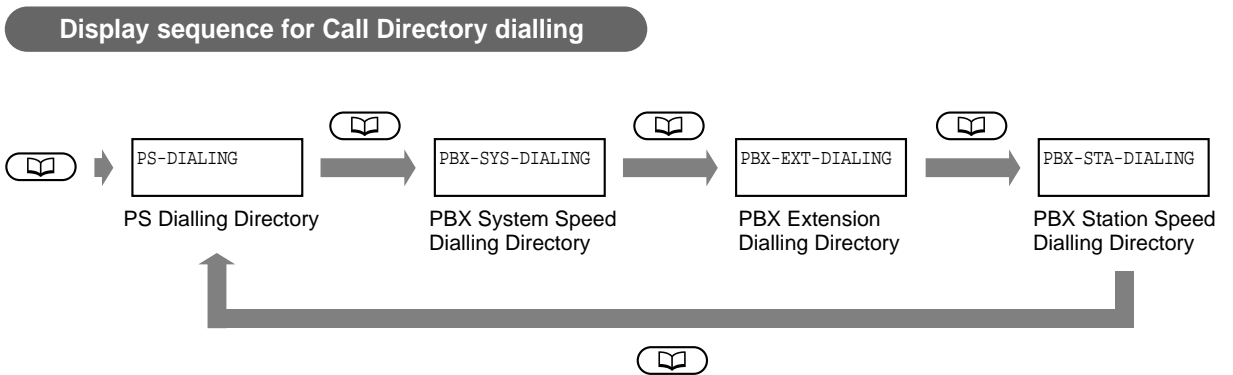 Display sequence for Call Directory dialling
PS-DIALING
PBX-SYS-DIALING
PBX-EXT-DIALING
PBX-STA-DIALING
PS Dialling Directory
PBX System Speed
Dialling Directory
PBX Extension
Dialling Directory
PBX Station Speed
Dialling Directory